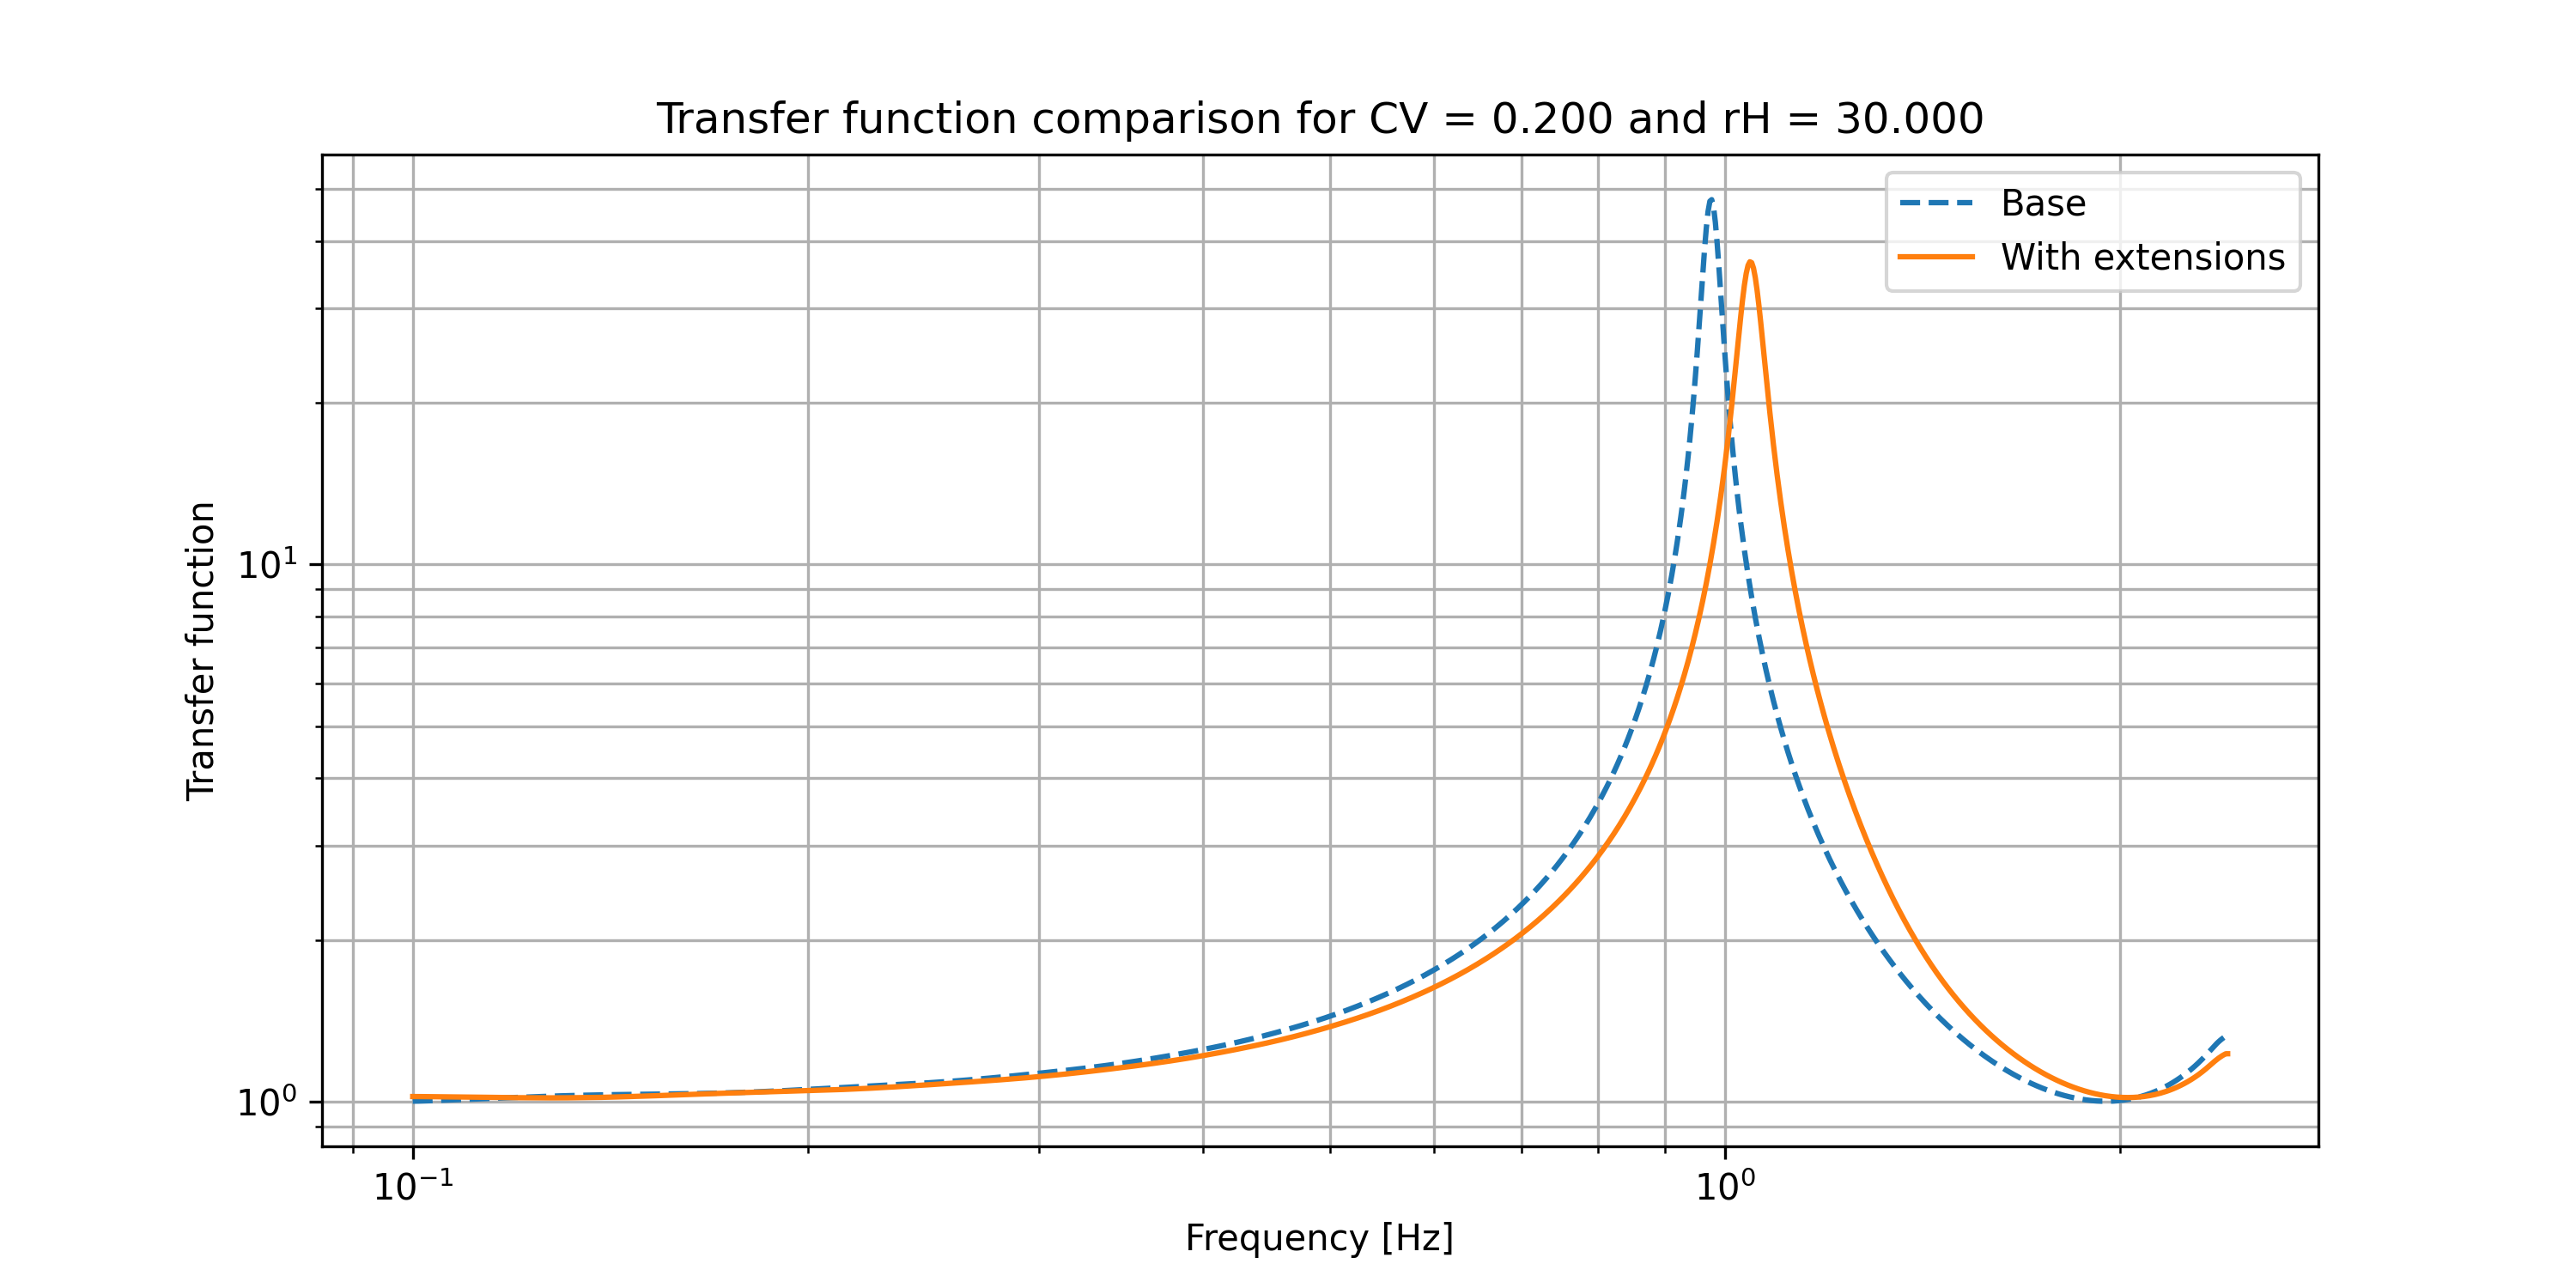 Transfer function comparison for CV = 0.200 and rH = 30.000
Base
With extensions
Transfer function
10¹
10⁰
10⁻¹
10⁰
Frequency [Hz]